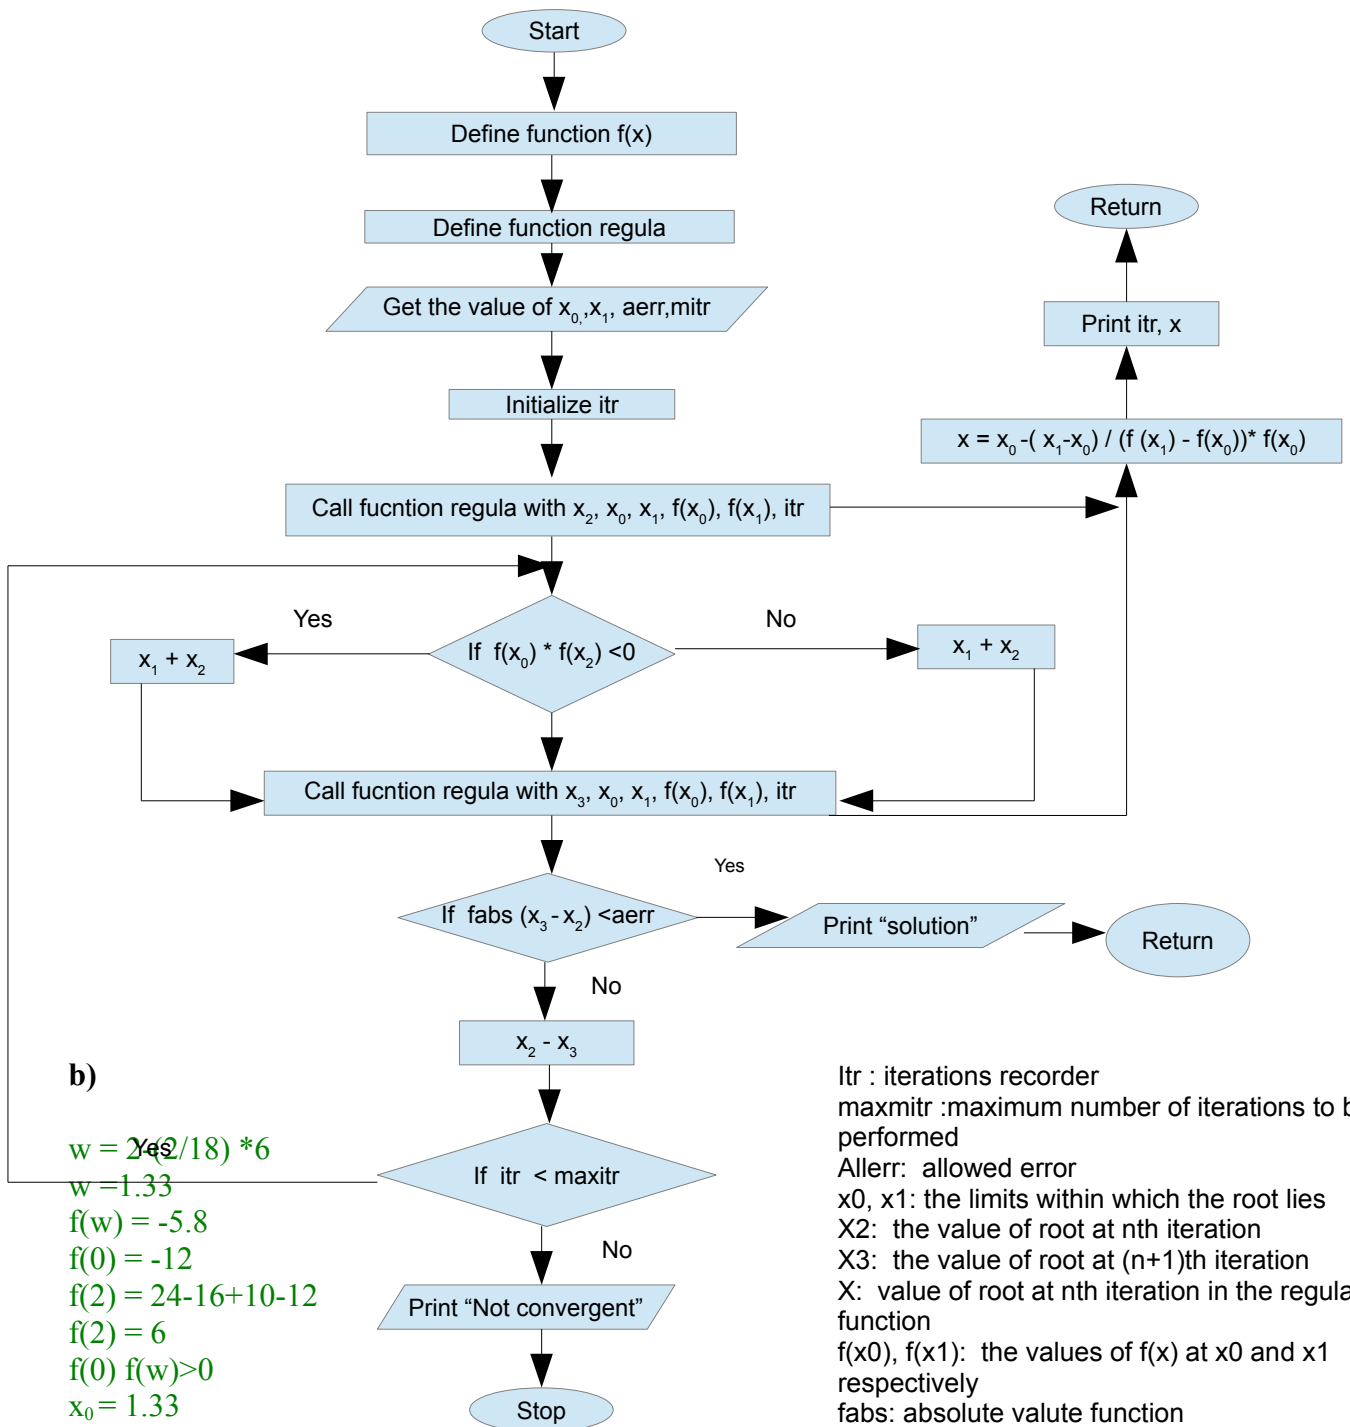 Start
Define function f(x)
Define function regula
Get the value of x0,,x1, aerr,mitr
Initialize itr
Call fucntion regula with x2, x0, x1, f(x0), f(x1), itr
Return
Print itr, x
x = x0 -( x1-x0) / (f (x1) - f(x0))* f(x0)
Yes
If f(x0) * f(x2) <0
No
x1 + x2
x1 + x2
Call fucntion regula with x3, x0, x1, f(x0), f(x1), itr
If fabs (x3 - x2) <aerr
Yes
Print “solution”
Return
No
x2 - x3
If itr < maxitr
Yes
No
Print “Not convergent”
Stop
b)
w = 2-(2/18) *6
w =1.33
f(w) = -5.8
f(0) = -12
f(2) = 24-16+10-12
f(2) = 6
f(0) f(w)>0
x0 = 1.33
Itr : iterations recorder
maxmitr :maximum number of iterations to b
performed
Allerr: allowed error
x0, x1: the limits within which the root lies
X2: the value of root at nth iteration
X3: the value of root at (n+1)th iteration
X: value of root at nth iteration in the regula
function
f(x0), f(x1): the values of f(x) at x0 and x1
respectively
fabs: absolute valute function